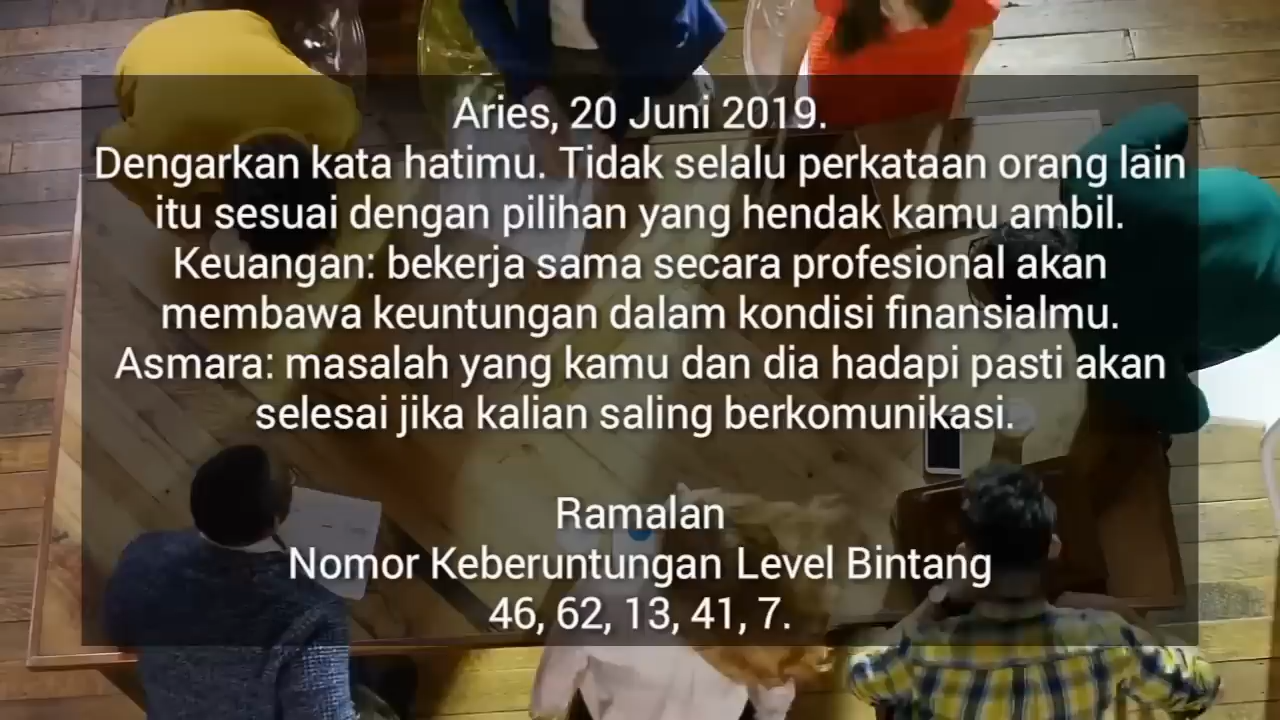 Aries, 20 Juni 2019.
Dengarkan kata hatimu. Tidak selalu perkataan orang lain
itu sesuai dengan pilihan yang hendak kamu ambil.
Keuangan: bekerja sama secara profesional akan
membawa keuntungan dalam kondisi finansialmu.
Asmara: masalah yang kamu dan dia hadapi pasti akan
selesai jika kalian saling berkomunikasi.
Ramalan
Nomor Keberuntungan Level Bintang
46, 62, 13, 41, 7.